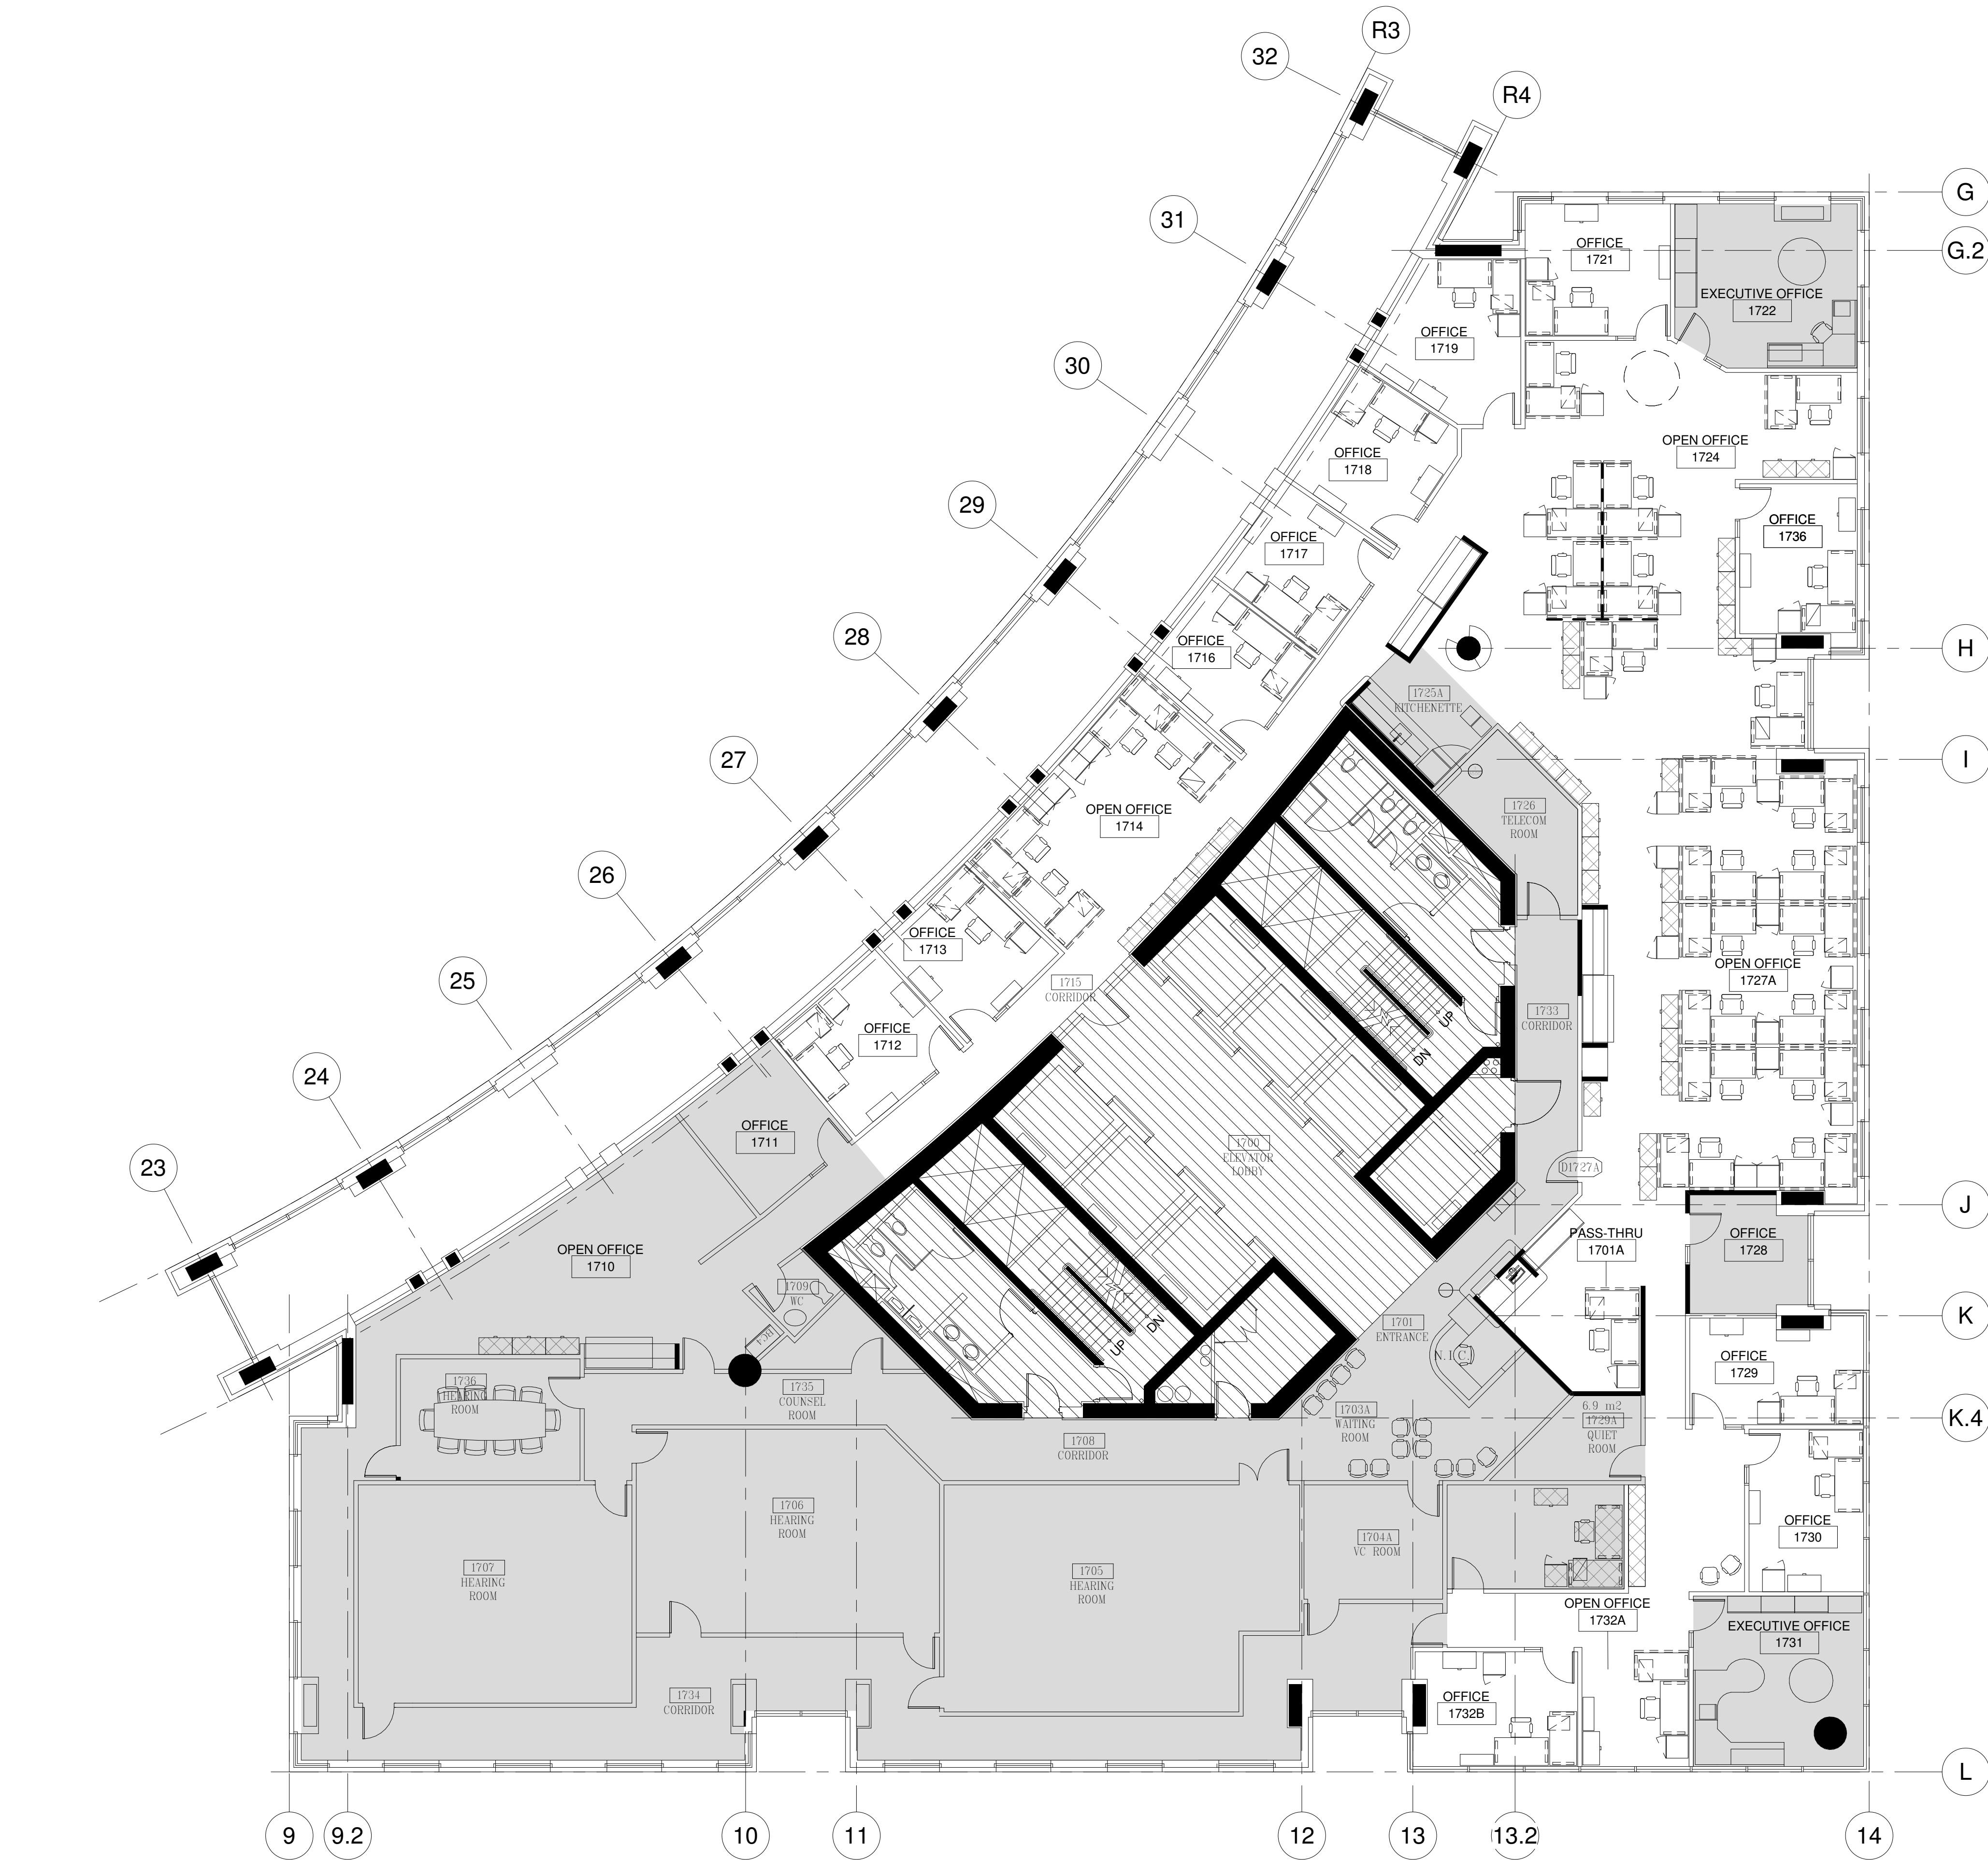 R3
32
R4
G
31
OFFICE
1721
G.2
EXECUTIVE OFFICE
1722
OFFICE
1719
30
OPEN OFFICE
1724
OFFICE
1718
29
OFFICE
1736
OFFICE
1717
28
OFFICE
1716
H
1725A
KITCHENETTE
27
I
OPEN OFFICE
1714
1726
TELECOM
ROOM
26
OFFICE
1713
OPEN OFFICE
1727A
25
1715
CORRIDOR
1733
CORRIDOR
UP
DN
OFFICE
1712
24
OFFICE
1711
1700
ELEVATOR
LOBBY
23
D1727A
J
OPEN OFFICE
1710
PASS-THRU
1701A
OFFICE
1728
1709
WC
1701
ENTRANCE
K
DN
UP
N.I.C.
OFFICE
1729
1736
HEARING
ROOM
1735
COUNSEL
ROOM
1703A
WAITING
ROOM
6.9 m2
1729A
QUIET
ROOM
K.4
1708
CORRIDOR
1706
HEARING
ROOM
1704A
VC ROOM
OFFICE
1730
1707
HEARING
ROOM
1705
HEARING
ROOM
OPEN OFFICE
1732A
EXECUTIVE OFFICE
1731
1734
CORRIDOR
OFFICE
1732B
L
9
9.2
10
11
12
13
13.2
14